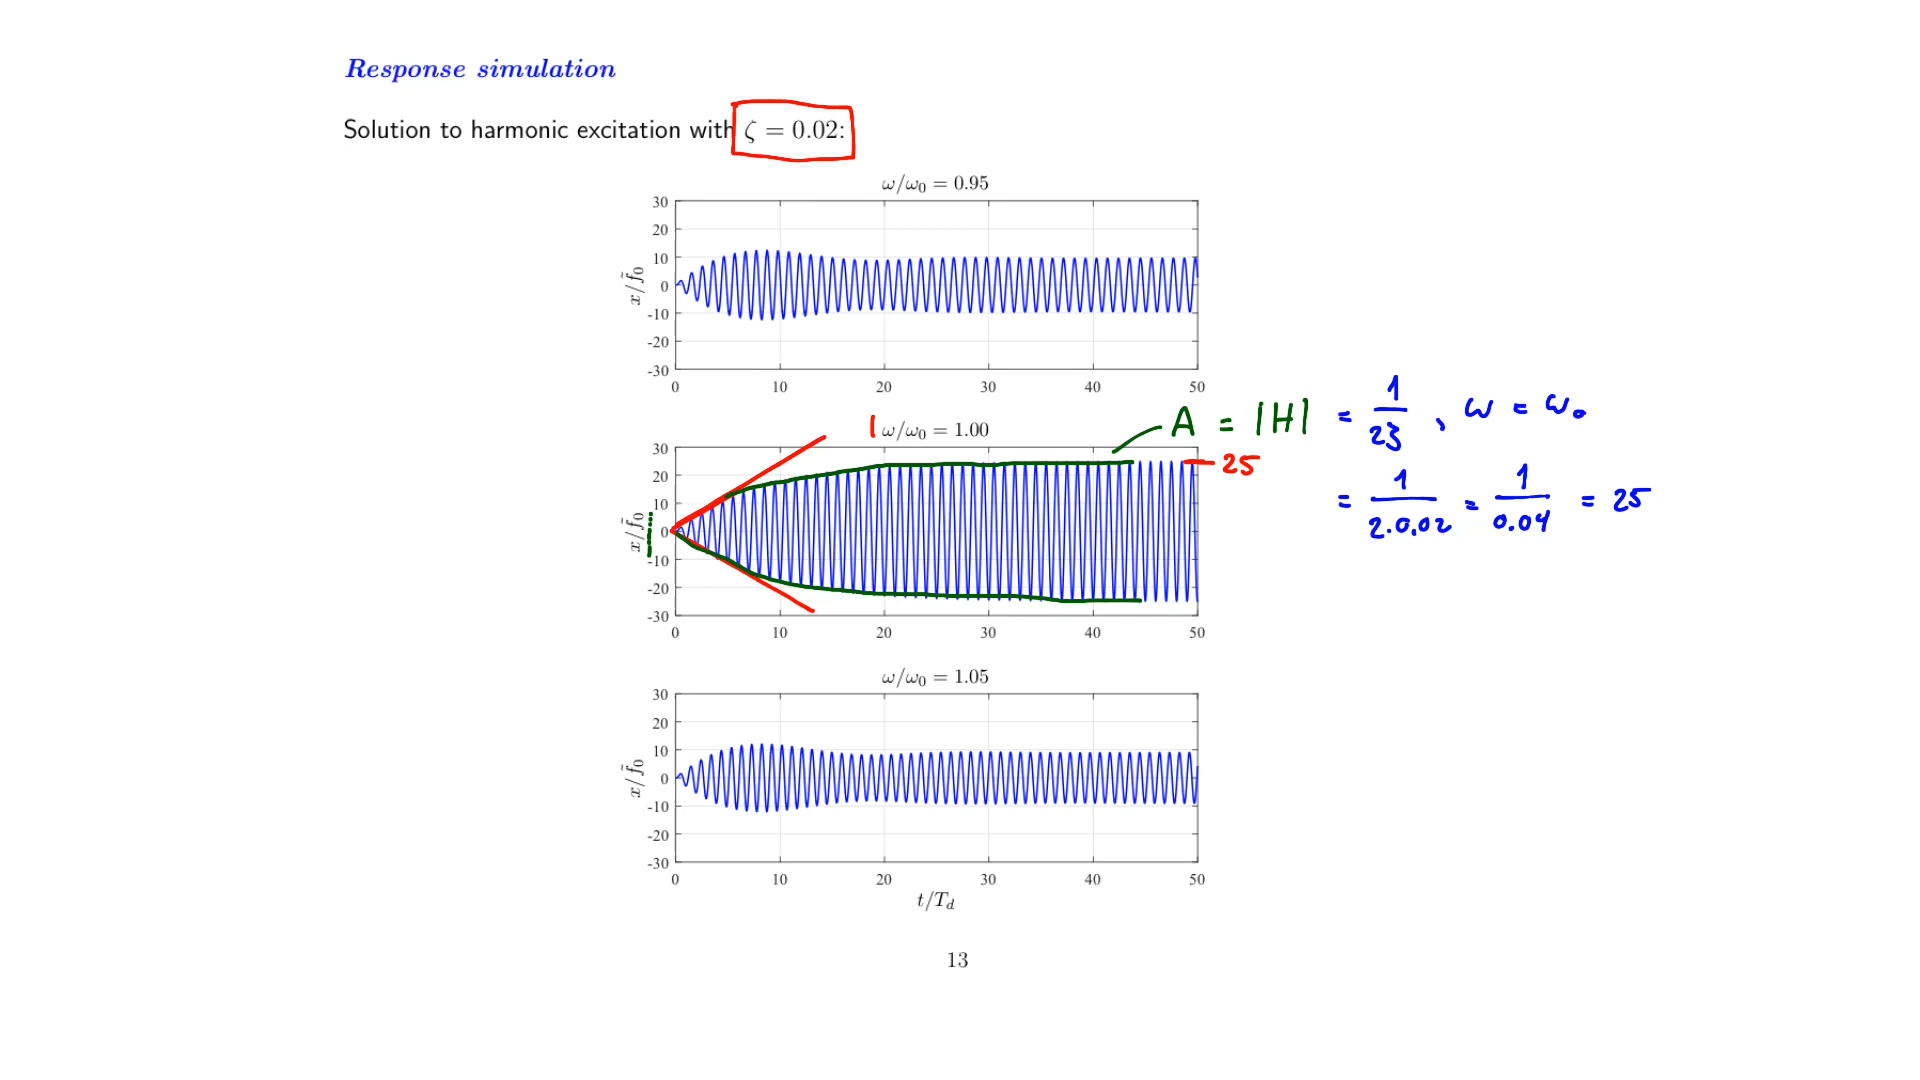 Response simulation
Solution to harmonic excitation with ζ = 0.02:
ω/ω₀ = 0.95
30
20
10
0
-10
-20
-30
x/f̃₀
0 10 20 30 40 50
ω/ω₀ = 1.00
30
20
10
0
-10
-20
-30
x/f̃₀
0 10 20 30 40 50
A = |H| = 1/2ζ , ω = ω₀
25
= 1/2·0.02 = 1/0.04 = 25
ω/ω₀ = 1.05
30
20
10
0
-10
-20
-30
x/f̃₀
0 10 20 30 40 50
t/T_d
13